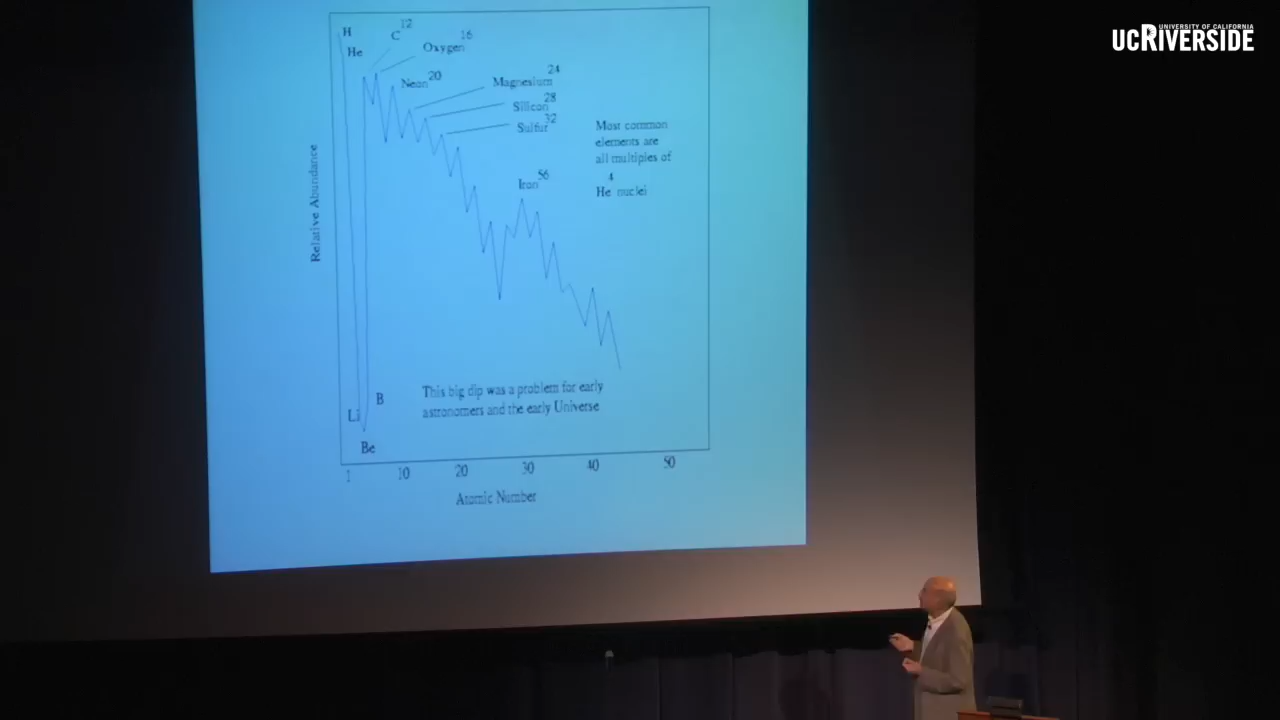 UNIVERSITY OF CALIFORNIA
UCRIVERSIDE
H
He
C 12
Oxygen 16
Neon 20
Magnesium 24
Silicon 28
Sulfur 32
Iron 56
Most common
elements are
all multiples of
4
He nuclei
Relative Abundance
This big dip was a problem for early
astronomers and the early Universe
Li
B
Be
1 10 20 30 40 50
Atomic Number